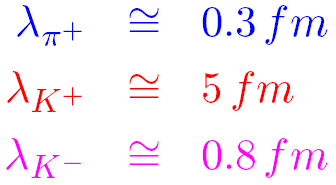 λ_{π^+} ≅ 0.3 fm
λ_{K^+} ≅ 5 fm
λ_{K^-} ≅ 0.8 fm